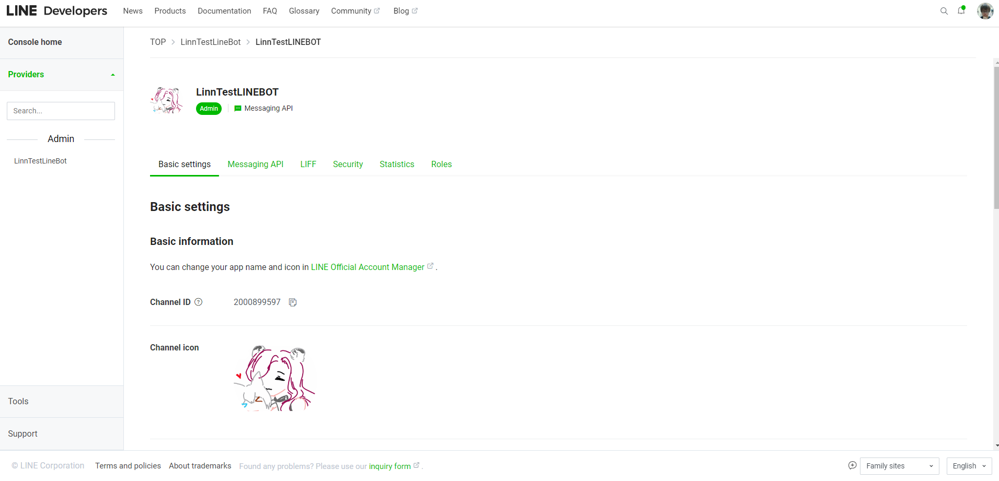 LINE Developers News Products Documentation FAQ Glossary Community Blog
Console home
Providers
Search...
Admin
LinnTestLineBot
Tools
Support
TOP > LinnTestLineBot > LinnTestLINEBOT
LinnTestLINEBOT
Admin Messaging API
Basic settings Messaging API LIFF Security Statistics Roles
Basic settings
Basic information
You can change your app name and icon in LINE Official Account Manager .
Channel ID ? 2000899597
Channel icon
© LINE Corporation Terms and policies About trademarks Found any problems? Please use our inquiry form . Family sites English